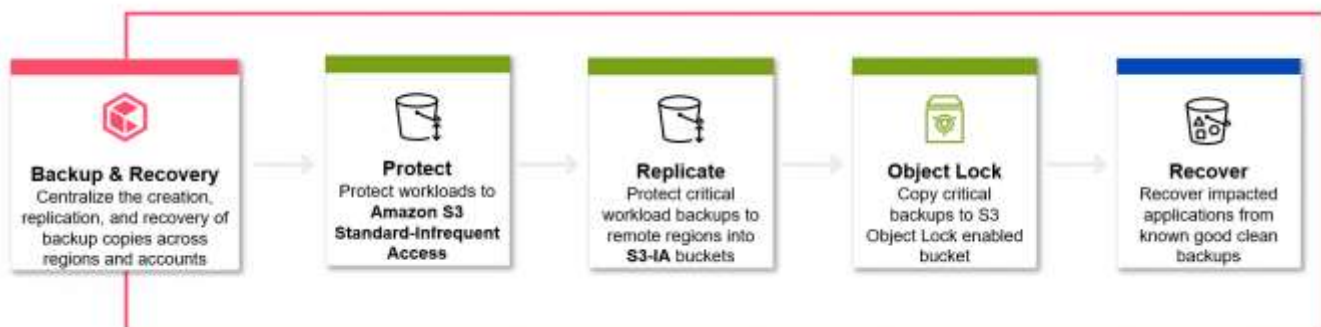 Backup & Recovery
Centralize the creation,
replication, and recovery of
backup copies across
regions and accounts
Protect
Protect workloads to
Amazon S3
Standard-Infrequent
Access
Replicate
Protect critical
workload backups to
remote regions into
S3-IA buckets
Object Lock
Copy critical
backups to S3
Object Lock enabled
bucket
Recover
Recover impacted
applications from
known good clean
backups